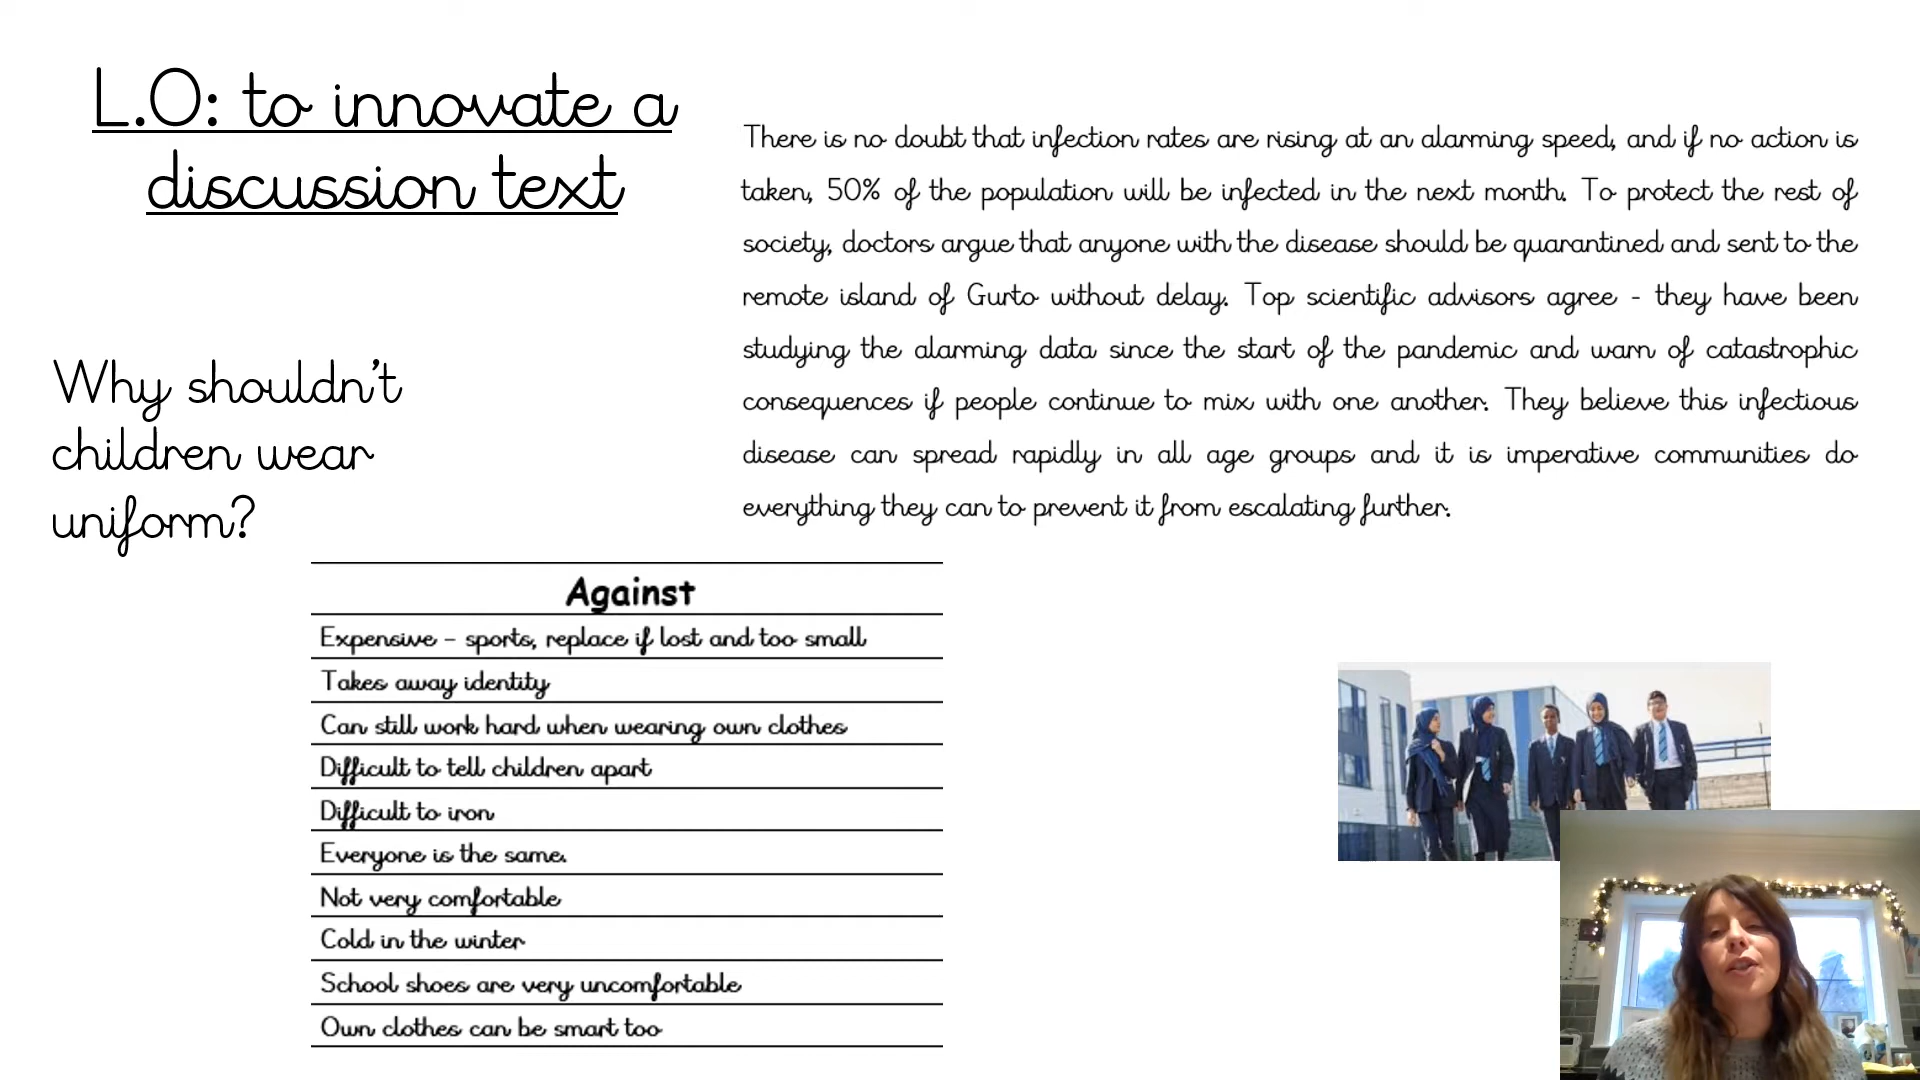 L.O: to innovate a
discussion text
There is no doubt that infection rates are rising at an alarming speed, and if no action is
taken, 50% of the population will be infected in the next month. To protect the rest of
society, doctors argue that anyone with the disease should be quarantined and sent to the
remote island of Gurto without delay. Top scientific advisors agree - they have been
studying the alarming data since the start of the pandemic and warn of catastrophic
consequences if people continue to mix with one another. They believe this infectious
disease can spread rapidly in all age groups and it is imperative communities do
everything they can to prevent it from escalating further.
Why shouldn't
children wear
uniform?
Against
Expensive – sports, replace if lost and too small
Takes away identity
Can still work hard when wearing own clothes
Difficult to tell children apart
Difficult to iron
Everyone is the same.
Not very comfortable
Cold in the winter
School shoes are very uncomfortable
Own clothes can be smart too